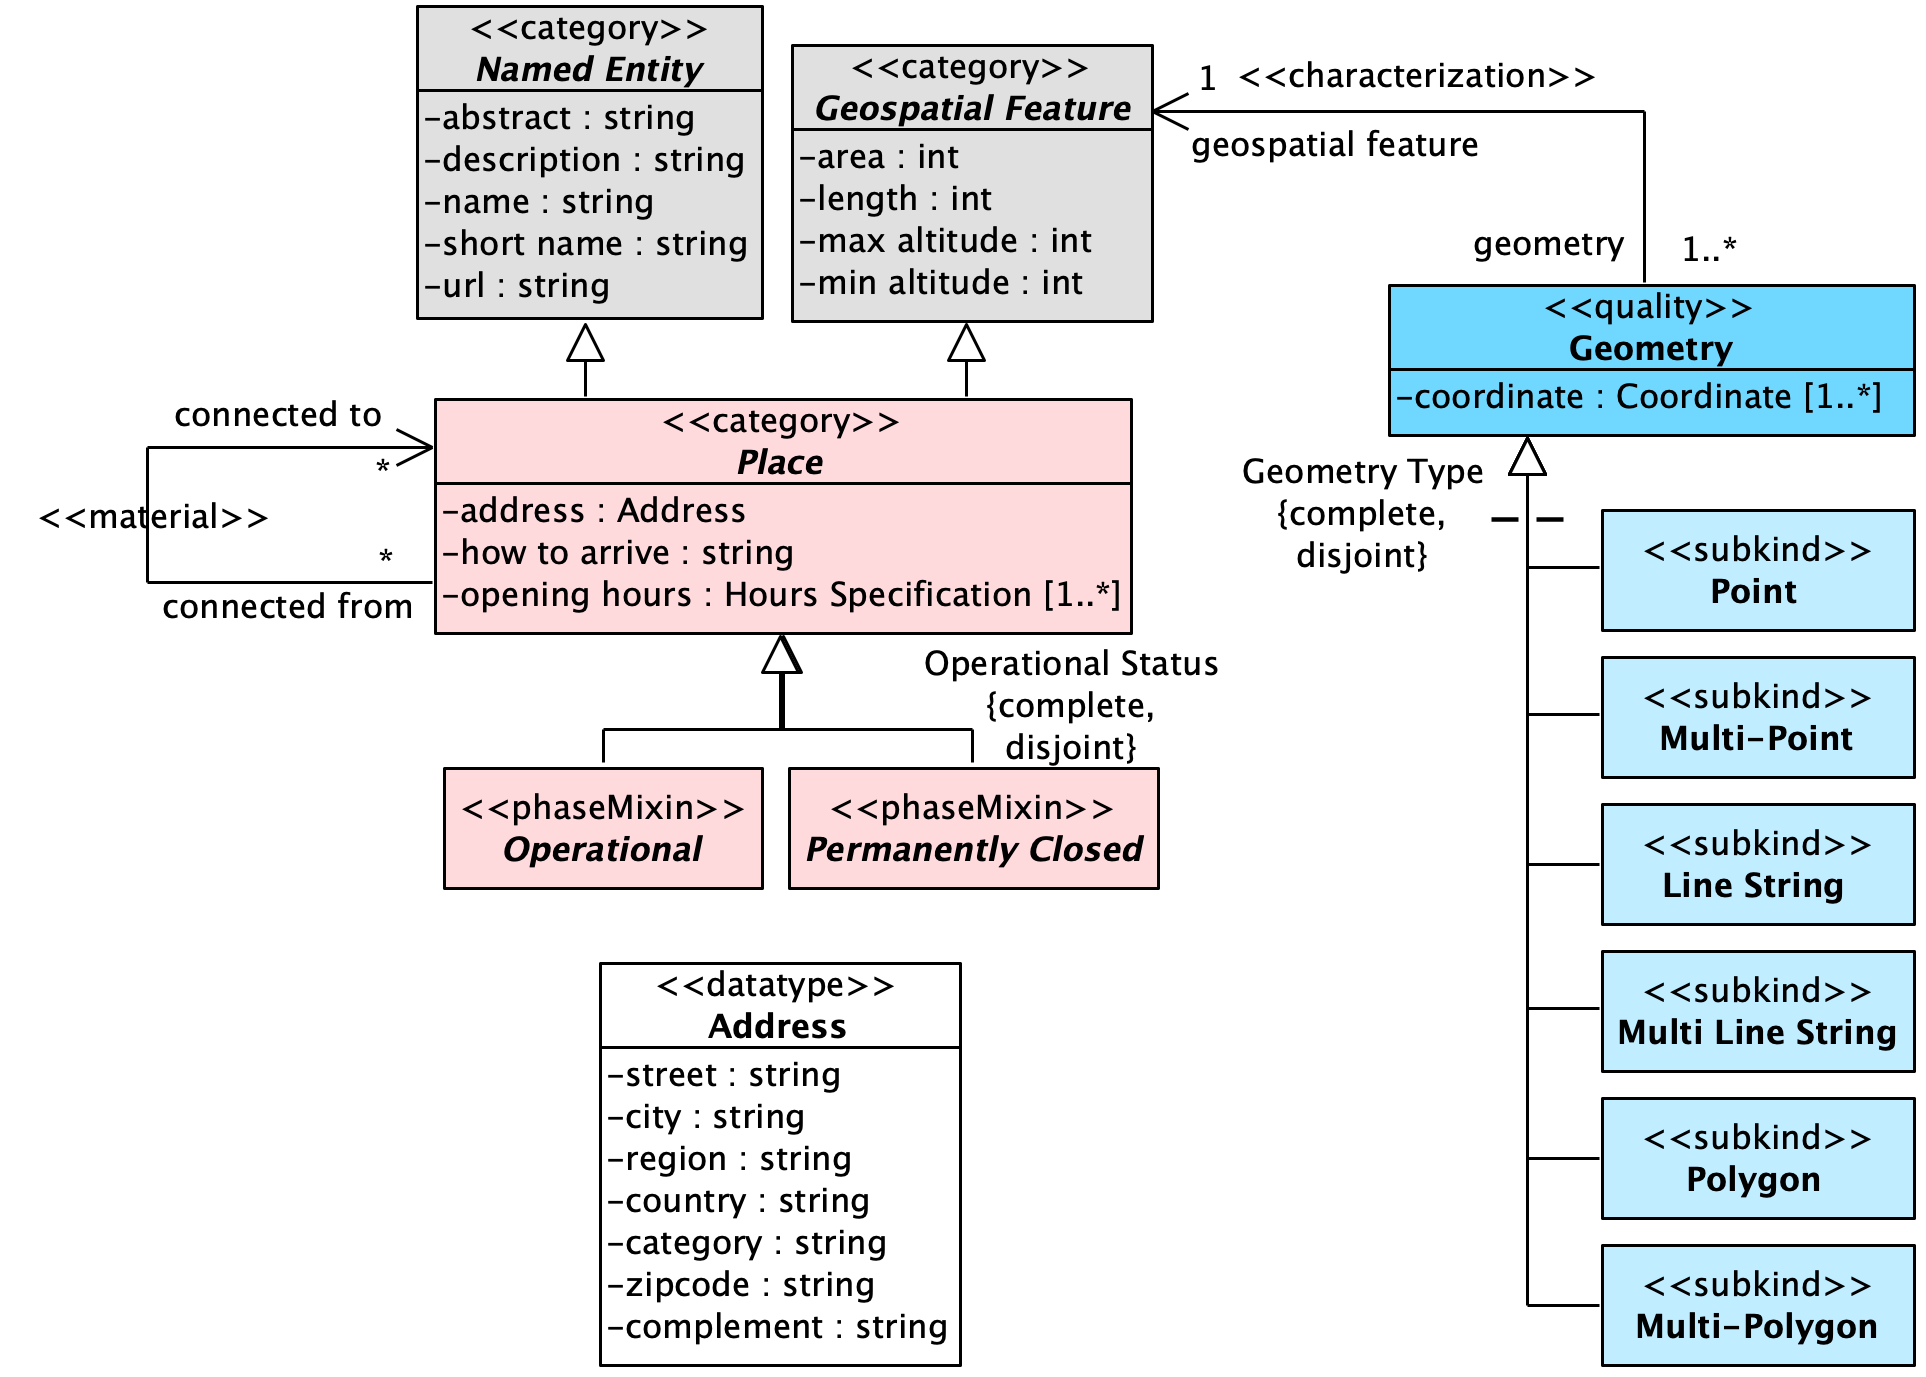 <<category>>
Named Entity
-abstract : string
-description : string
-name : string
-short name : string
-url : string
<<category>>
Geospatial Feature
-area : int
-length : int
-max altitude : int
-min altitude : int
1 <<characterization>>
geospatial feature
geometry 1..*
<<quality>>
Geometry
-coordinate : Coordinate [1..*]
connected to
*
<<material>>
*
connected from
<<category>>
Place
-address : Address
-how to arrive : string
-opening hours : Hours Specification [1..*]
Geometry Type
{complete,
disjoint}
Operational Status
{complete,
disjoint}
<<phaseMixin>>
Operational
<<phaseMixin>>
Permanently Closed
<<datatype>>
Address
-street : string
-city : string
-region : string
-country : string
-category : string
-zipcode : string
-complement : string
<<subkind>>
Point
<<subkind>>
Multi-Point
<<subkind>>
Line String
<<subkind>>
Multi Line String
<<subkind>>
Polygon
<<subkind>>
Multi-Polygon